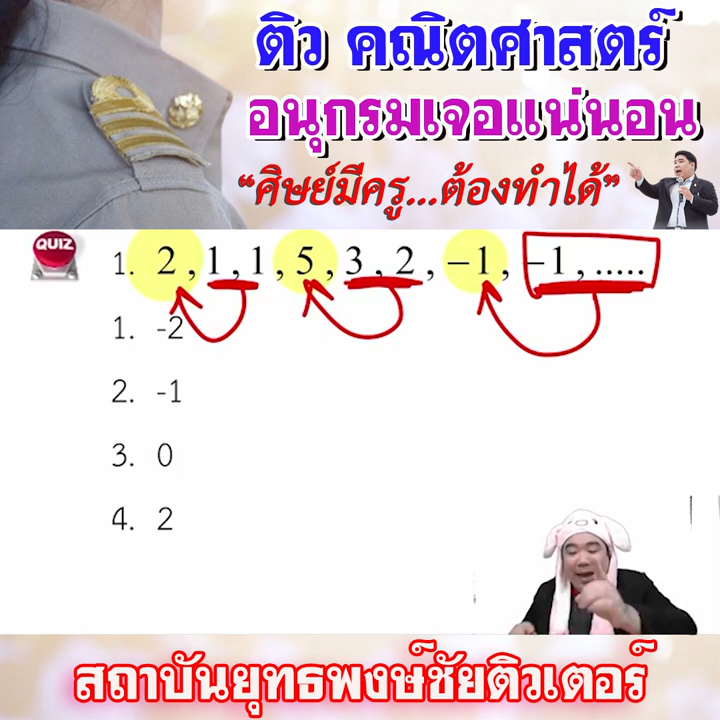 ติว คณิตศาสตร์
อนุกรมเจอแน่นอน
“ศิษย์มีครู...ต้องทำได้”
QUIZ
1. 2 , 1 , 1 , 5 , 3 , 2 , −1 , −1 , .....
1. -2
2. -1
3. 0
4. 2
สถาบันยุทธพงษ์ชัยติวเตอร์